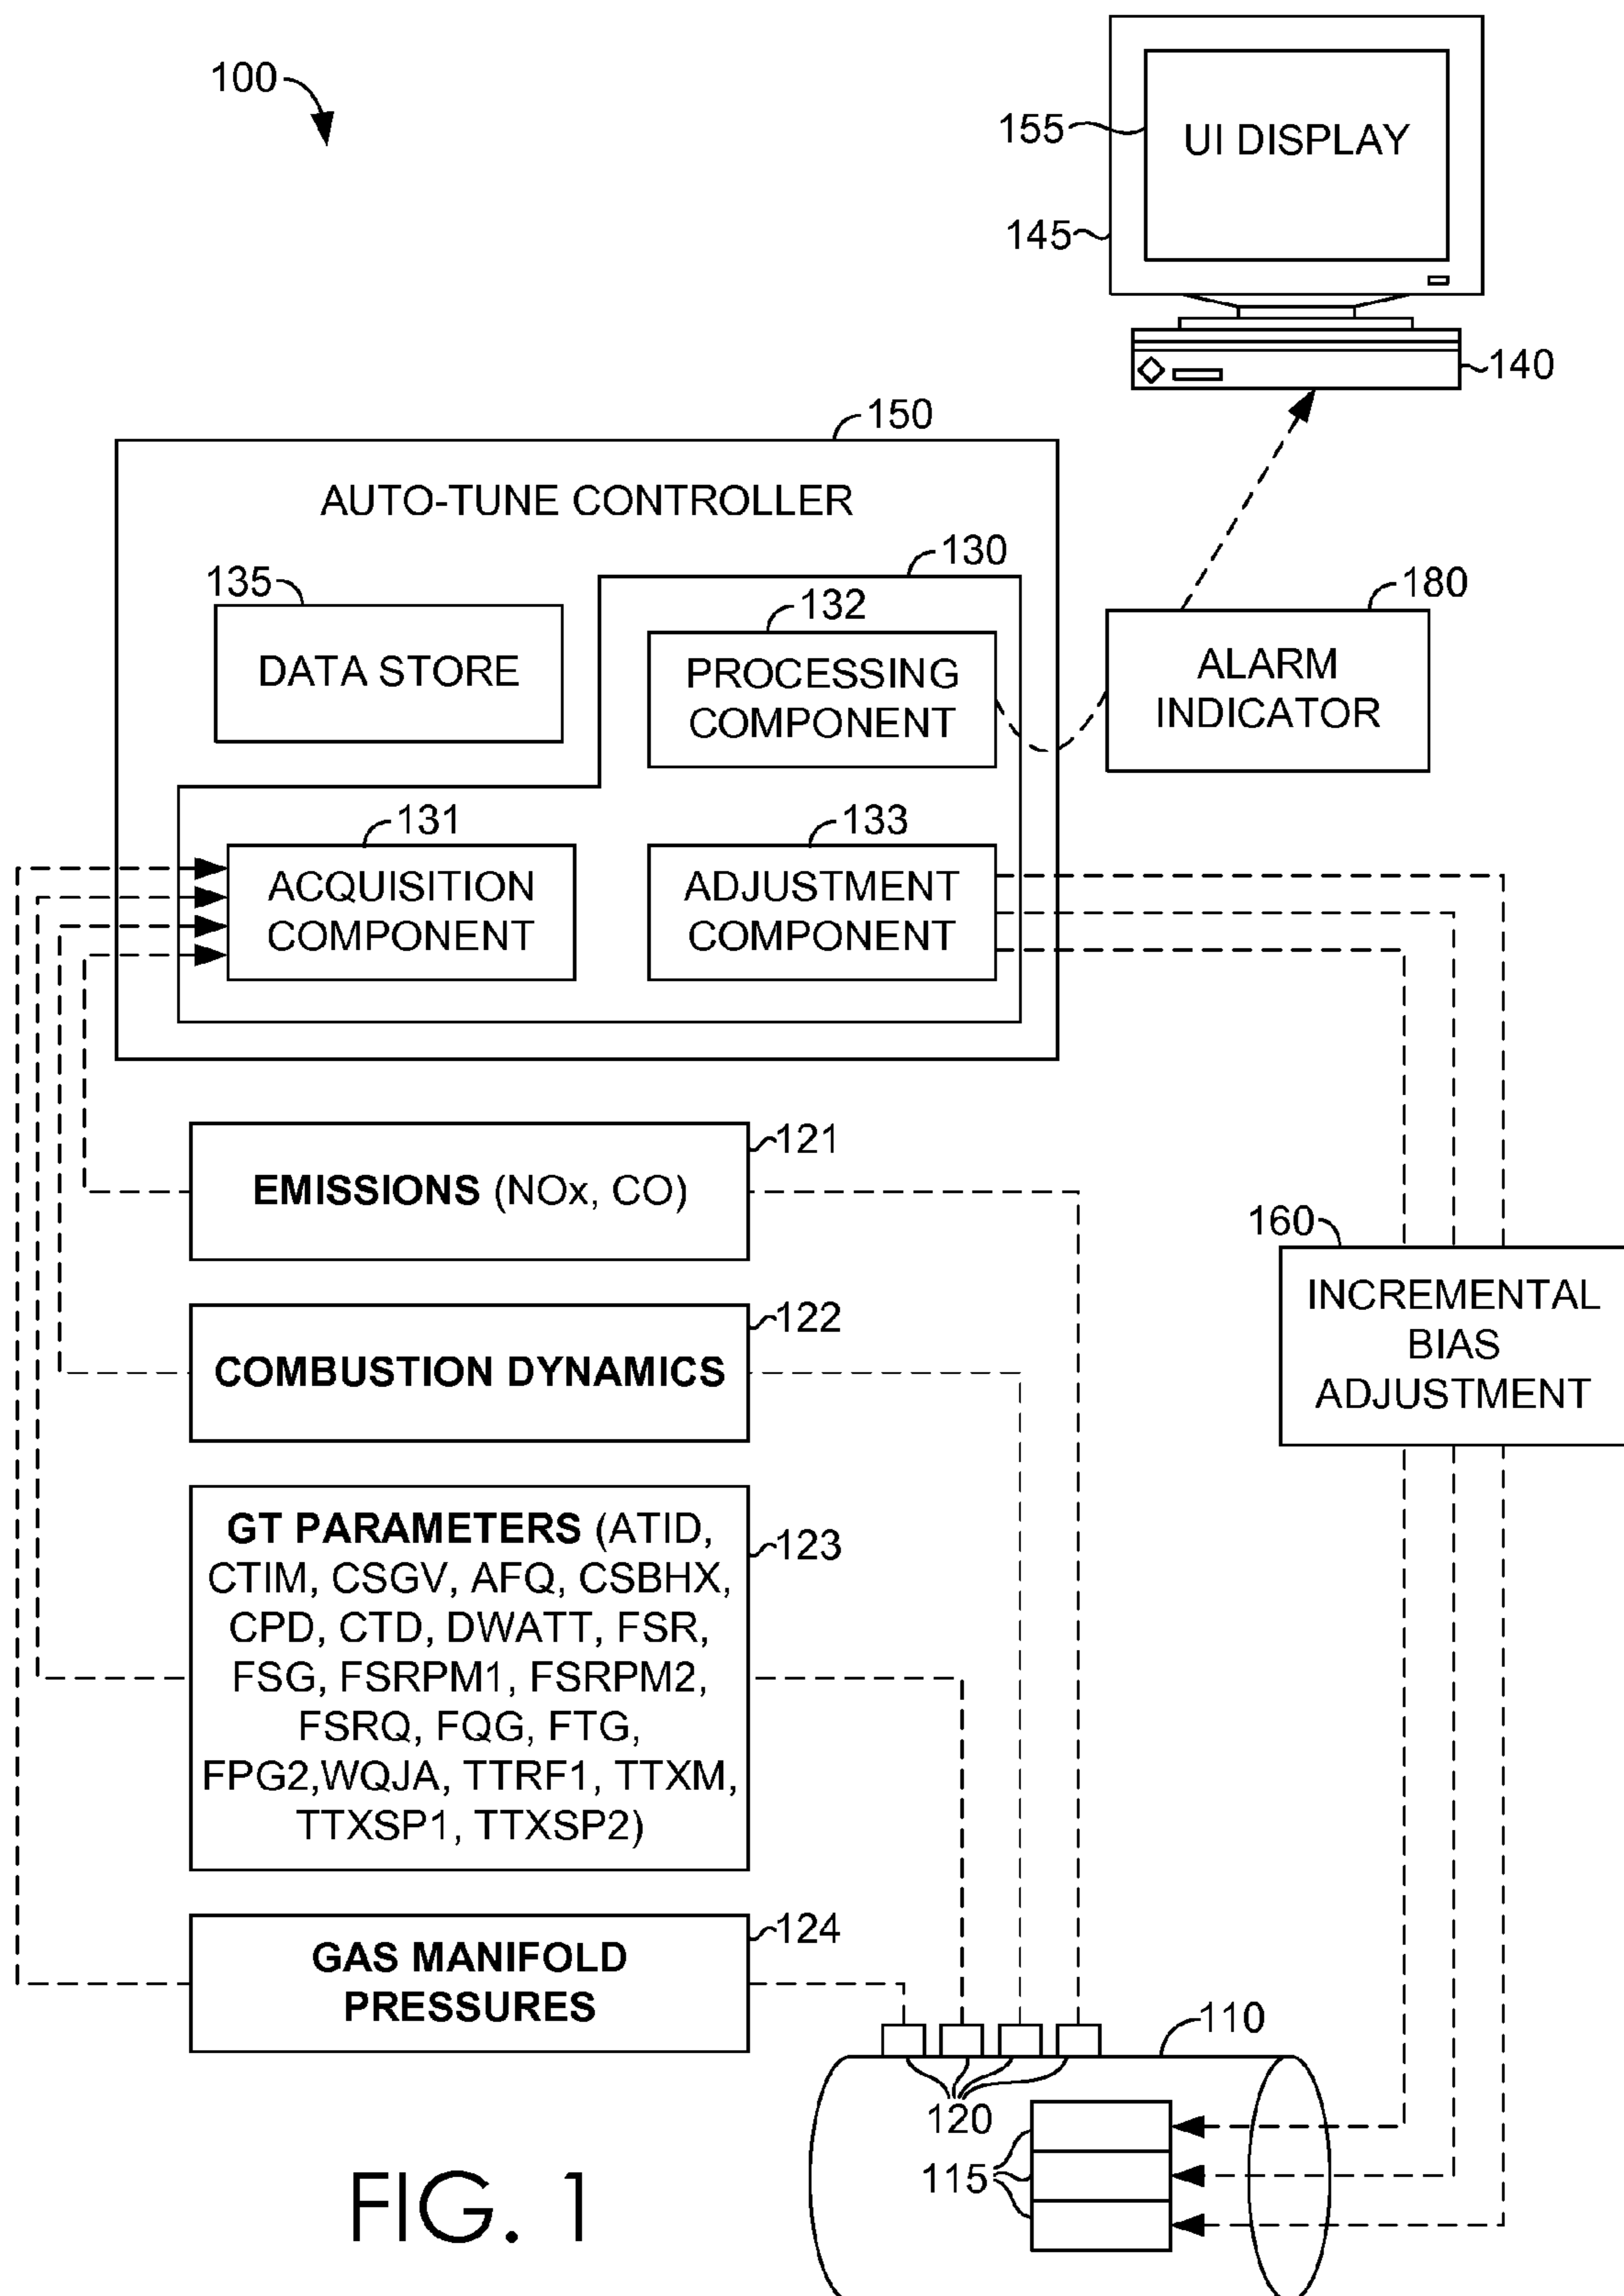 100
155
UI DISPLAY
145
140
150
AUTO-TUNE CONTROLLER
130
135
132
180
DATA STORE
PROCESSING
COMPONENT
ALARM
INDICATOR
131
133
ACQUISITION
COMPONENT
ADJUSTMENT
COMPONENT
121
EMISSIONS (NOx, CO)
160
INCREMENTAL
BIAS
ADJUSTMENT
122
COMBUSTION DYNAMICS
123
GT PARAMETERS (ATID,
CTIM, CSGV, AFQ, CSBHX,
CPD, CTD, DWATT, FSR,
FSG, FSRPM1, FSRPM2,
FSRQ, FQG, FTG,
FPG2,WQJA, TTRF1, TTXM,
TTXSP1, TTXSP2)
124
GAS MANIFOLD
PRESSURES
110
120
115
FIG. 1